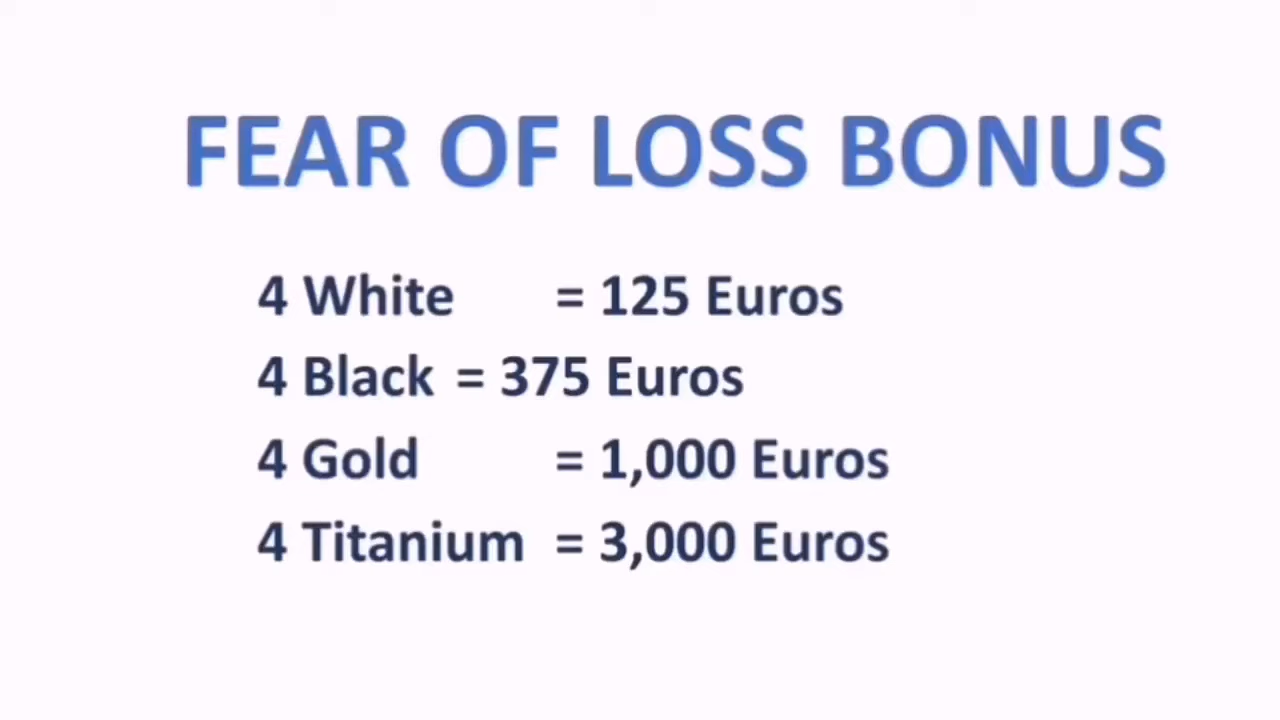 FEAR OF LOSS BONUS
4 White = 125 Euros
4 Black = 375 Euros
4 Gold = 1,000 Euros
4 Titanium = 3,000 Euros